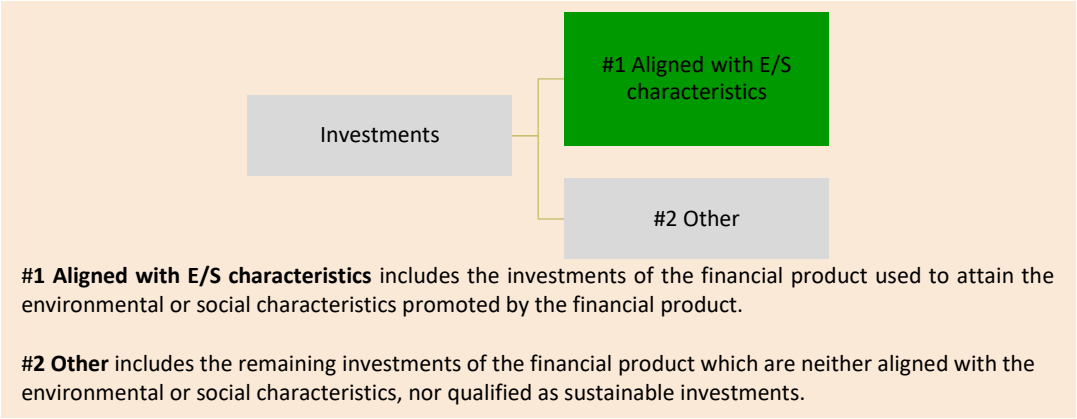 #1 Aligned with E/S
characteristics
Investments
#2 Other
#1 Aligned with E/S characteristics includes the investments of the financial product used to attain the
environmental or social characteristics promoted by the financial product.
#2 Other includes the remaining investments of the financial product which are neither aligned with the
environmental or social characteristics, nor qualified as sustainable investments.